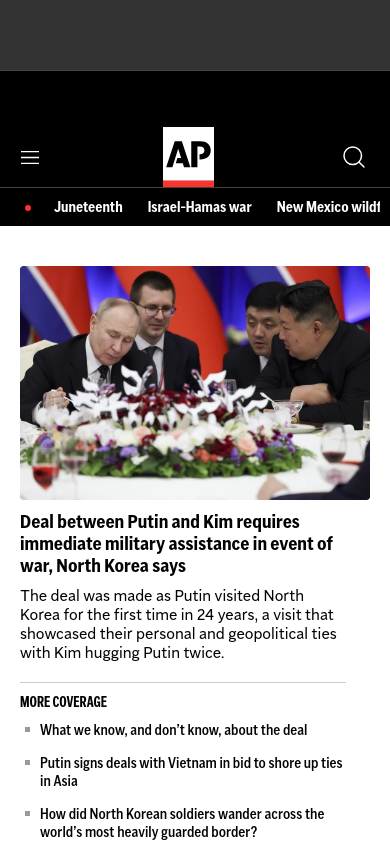 AP
Juneteenth Israel-Hamas war New Mexico wildf
Deal between Putin and Kim requires
immediate military assistance in event of
war, North Korea says
The deal was made as Putin visited North
Korea for the first time in 24 years, a visit that
showcased their personal and geopolitical ties
with Kim hugging Putin twice.
MORE COVERAGE
What we know, and don’t know, about the deal
Putin signs deals with Vietnam in bid to shore up ties
in Asia
How did North Korean soldiers wander across the
world’s most heavily guarded border?